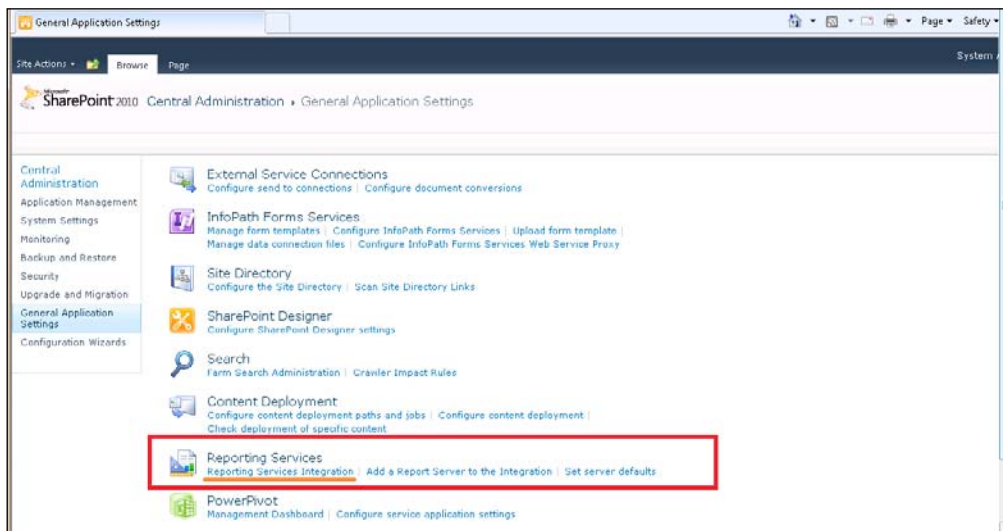 General Application Settings
Page
Safety
Site Actions
Browse
Page
System
Microsoft
SharePoint 2010 Central Administration General Application Settings
Central
Administration
Application Management
System Settings
Monitoring
Backup and Restore
Security
Upgrade and Migration
General Application
Settings
Configuration Wizards
External Service Connections
Configure send to connections | Configure document conversions
InfoPath Forms Services
Manage form templates | Configure InfoPath Forms Services | Upload form template |
Manage data connection files | Configure InfoPath Forms Services Web Service Proxy
Site Directory
Configure the Site Directory | Scan Site Directory Links
SharePoint Designer
Configure SharePoint Designer settings
Search
Farm Search Administration | Crawler Impact Rules
Content Deployment
Configure content deployment paths and jobs | Configure content deployment |
Check deployment of specific content
Reporting Services
Reporting Services Integration | Add a Report Server to the Integration | Set server defaults
PowerPivot
Management Dashboard | Configure service application settings